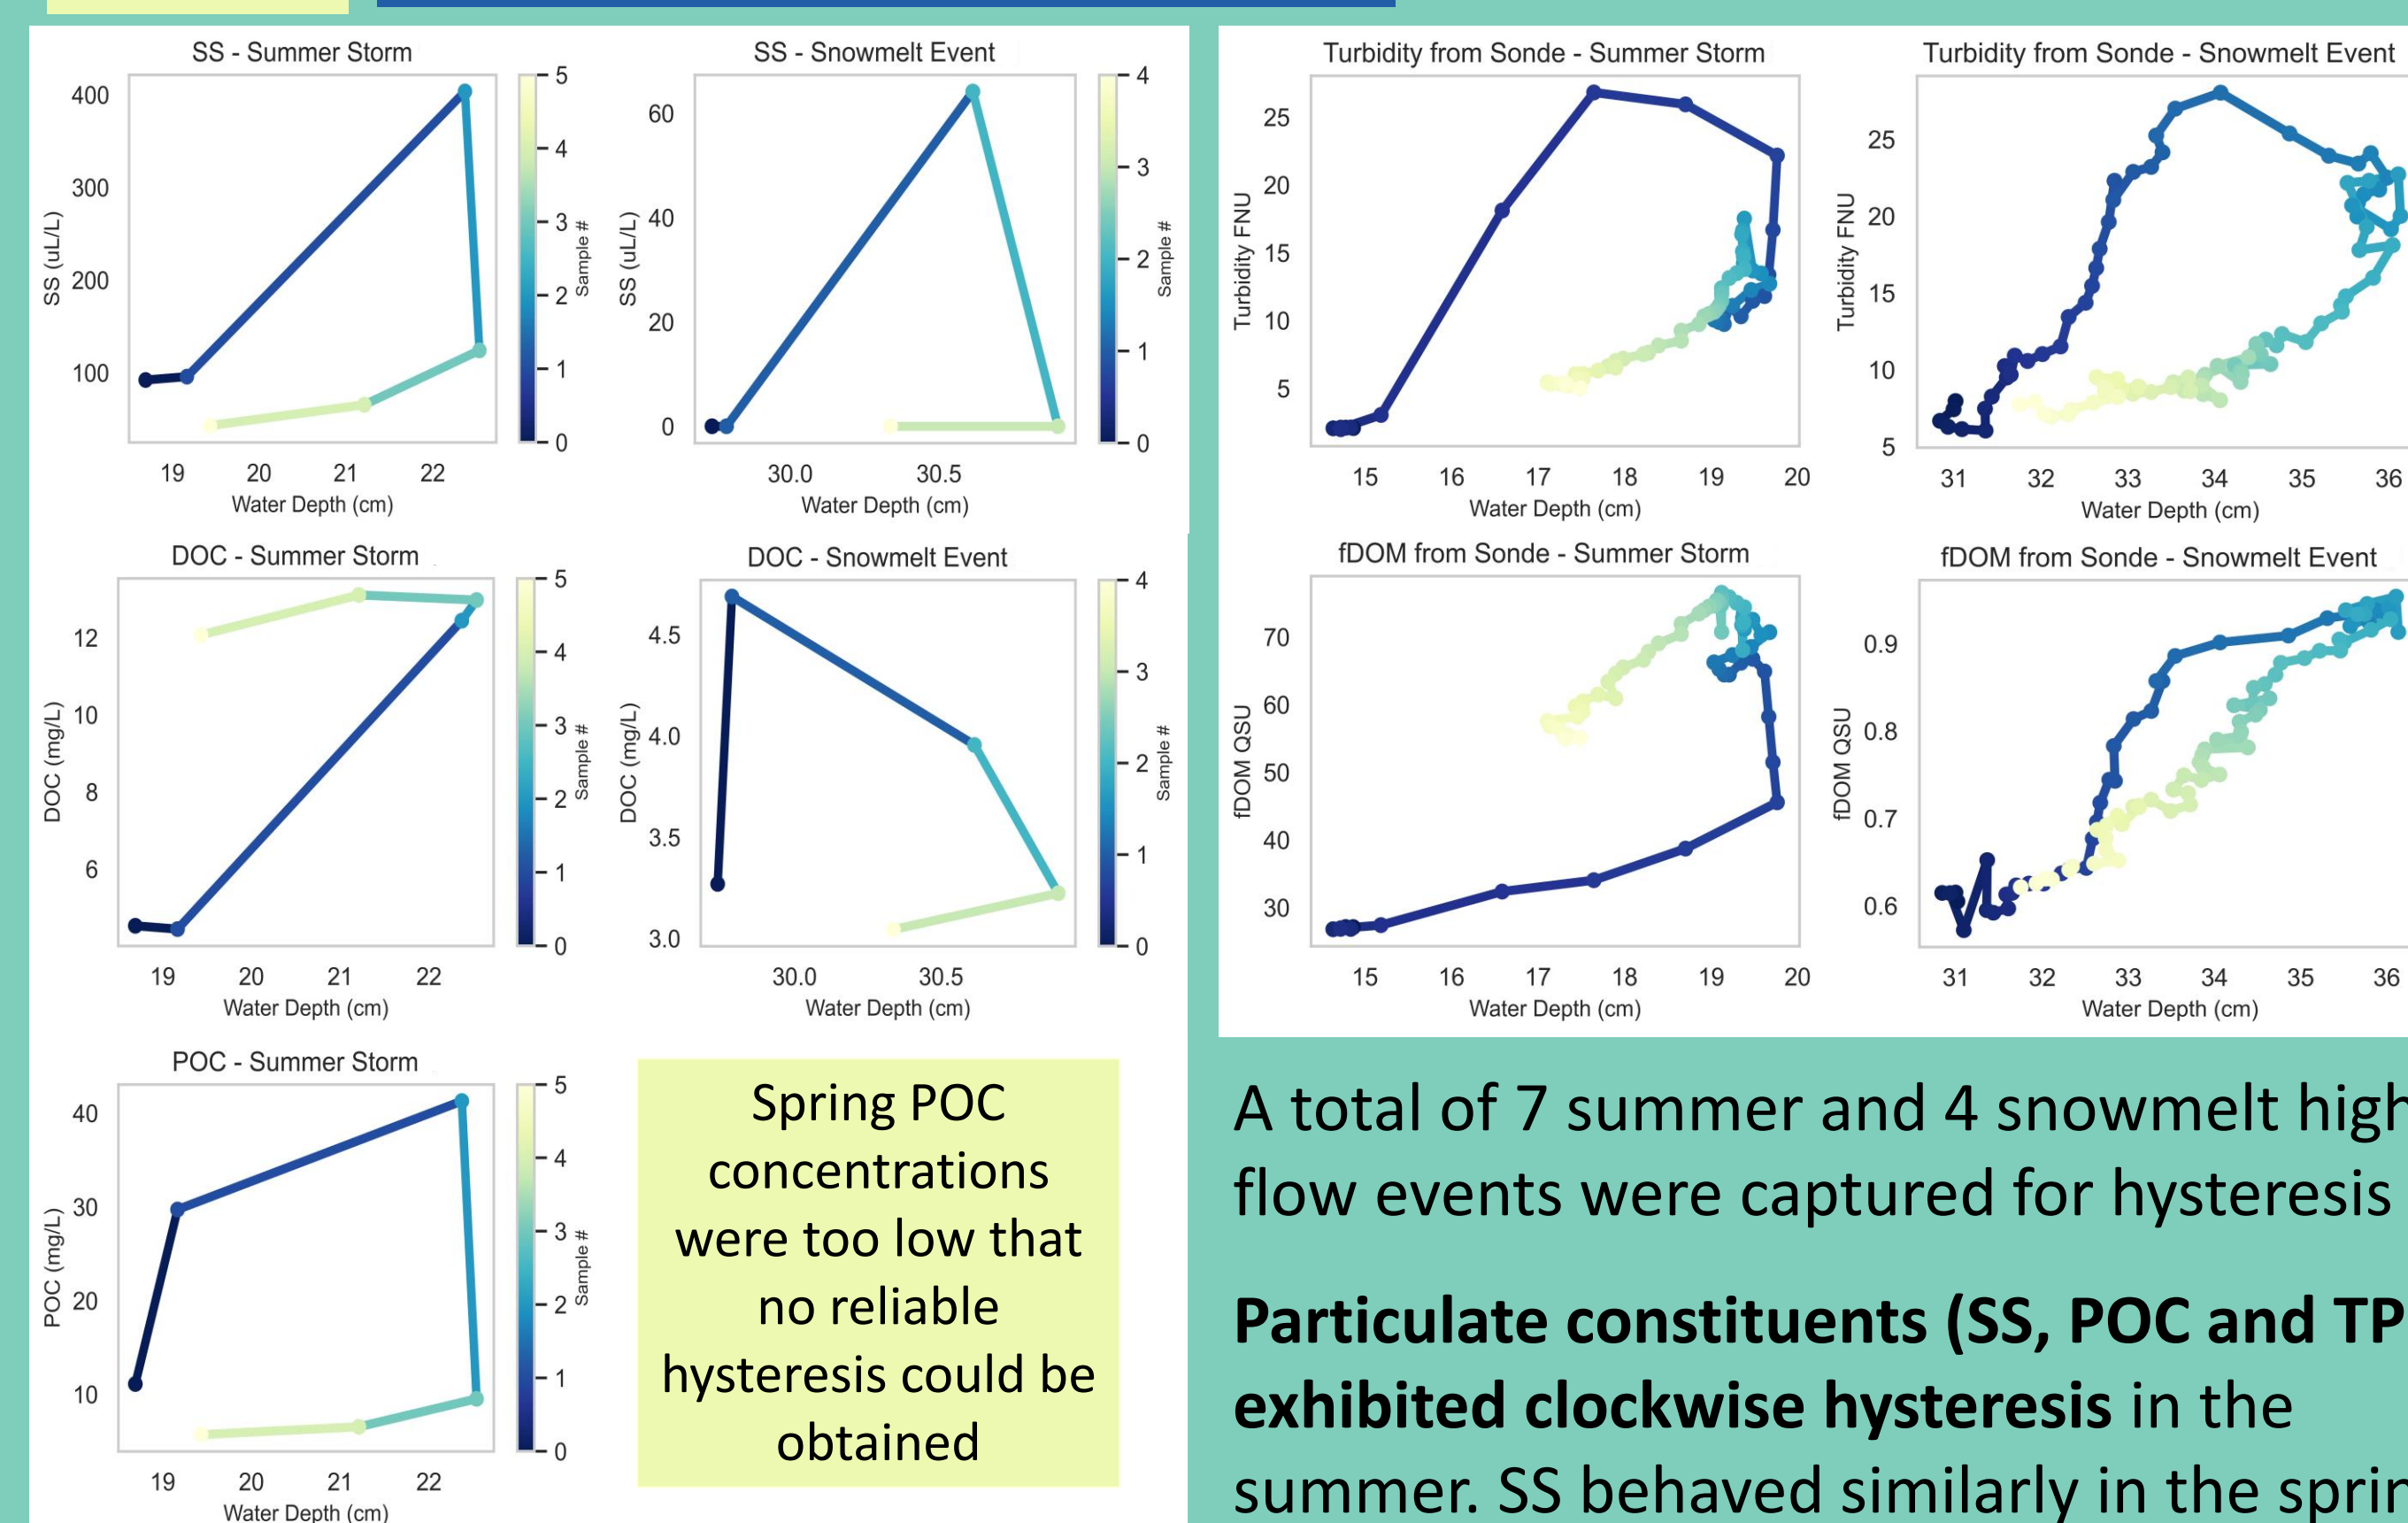 SS - Summer Storm
400
300
200
100
SS (uL/L)
19 20 21 22
Water Depth (cm)
5
4
3
2
1
0
Sample #
SS - Snowmelt Event
60
40
20
0
SS (uL/L)
30.0 30.5
Water Depth (cm)
4
3
2
1
0
Sample #
DOC - Summer Storm
12
10
8
6
DOC (mg/L)
19 20 21 22
Water Depth (cm)
5
4
3
2
1
0
Sample #
DOC - Snowmelt Event
4.5
4.0
3.5
3.0
DOC (mg/L)
30.0 30.5
Water Depth (cm)
4
3
2
1
0
Sample #
POC - Summer Storm
40
30
20
10
POC (mg/L)
19 20 21 22
Water Depth (cm)
5
4
3
2
1
0
Sample #
Spring POC
concentrations
were too low that
no reliable
hysteresis could be
obtained
Turbidity from Sonde - Summer Storm
25
20
15
10
5
Turbidity FNU
15 16 17 18 19 20
Water Depth (cm)
Turbidity from Sonde - Snowmelt Event
25
20
15
10
5
Turbidity FNU
31 32 33 34 35 36
Water Depth (cm)
fDOM from Sonde - Summer Storm
70
60
50
40
30
fDOM QSU
15 16 17 18 19 20
Water Depth (cm)
fDOM from Sonde - Snowmelt Event
0.9
0.8
0.7
0.6
fDOM QSU
31 32 33 34 35 36
Water Depth (cm)
A total of 7 summer and 4 snowmelt high
flow events were captured for hysteresis
Particulate constituents (SS, POC and TP
exhibited clockwise hysteresis in the
summer. SS behaved similarly in the sprin